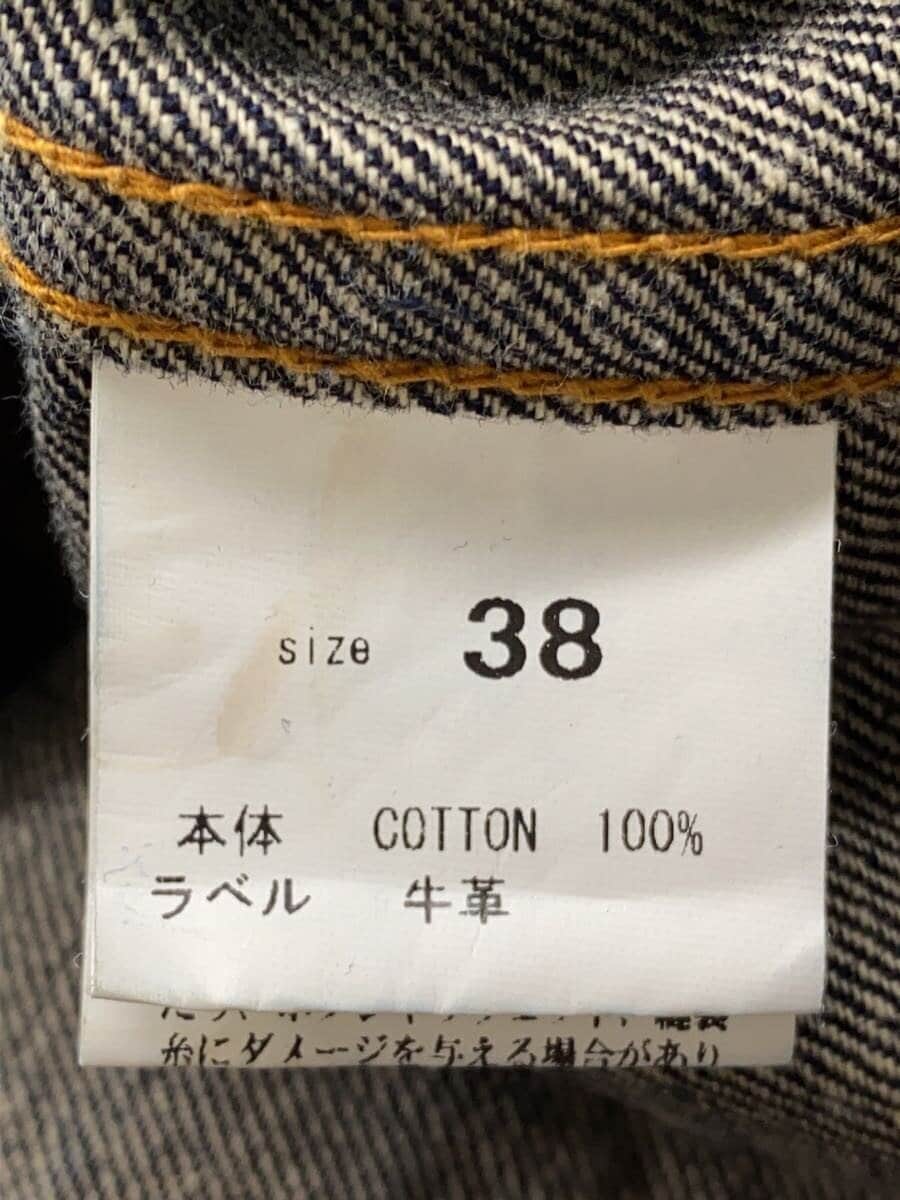 size 38
本体 COTTON 100%
ラベル 牛革
糸にダメージを与える場合があり